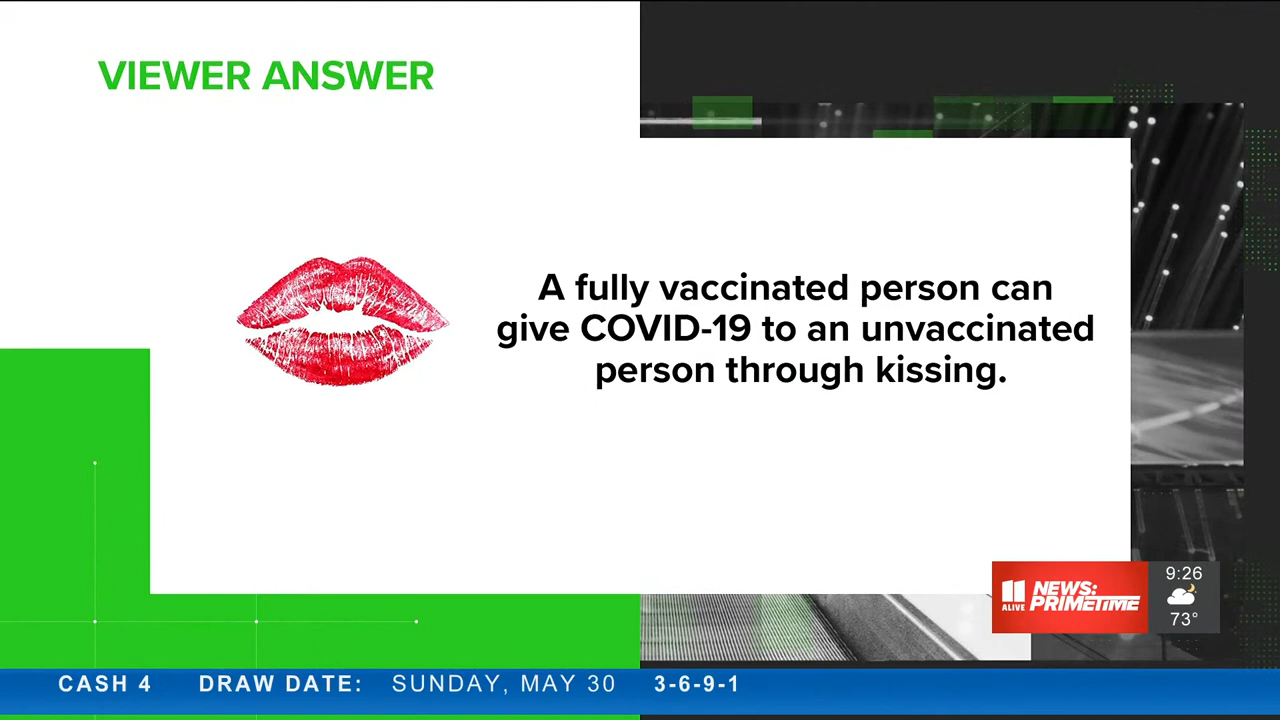 VIEWER ANSWER
A fully vaccinated person can
give COVID-19 to an unvaccinated
person through kissing.
11 ALIVE NEWS: PRIMETIME
9:26
73°
CASH 4 DRAW DATE: SUNDAY, MAY 30 3-6-9-1